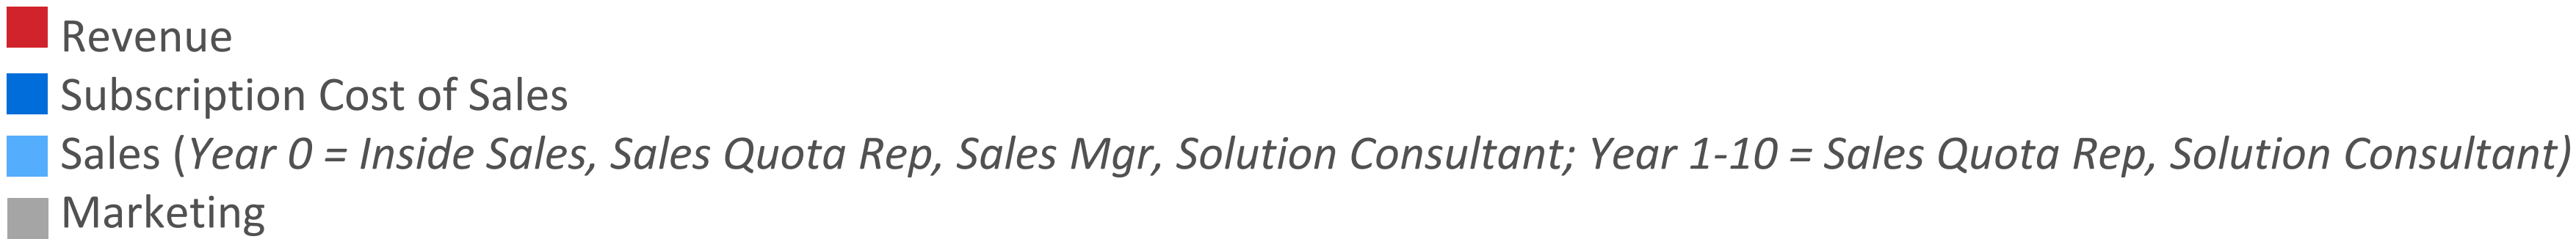 Revenue
Subscription Cost of Sales
Sales (Year 0 = Inside Sales, Sales Quota Rep, Sales Mgr, Solution Consultant; Year 1-10 = Sales Quota Rep, Solution Consultant)
Marketing